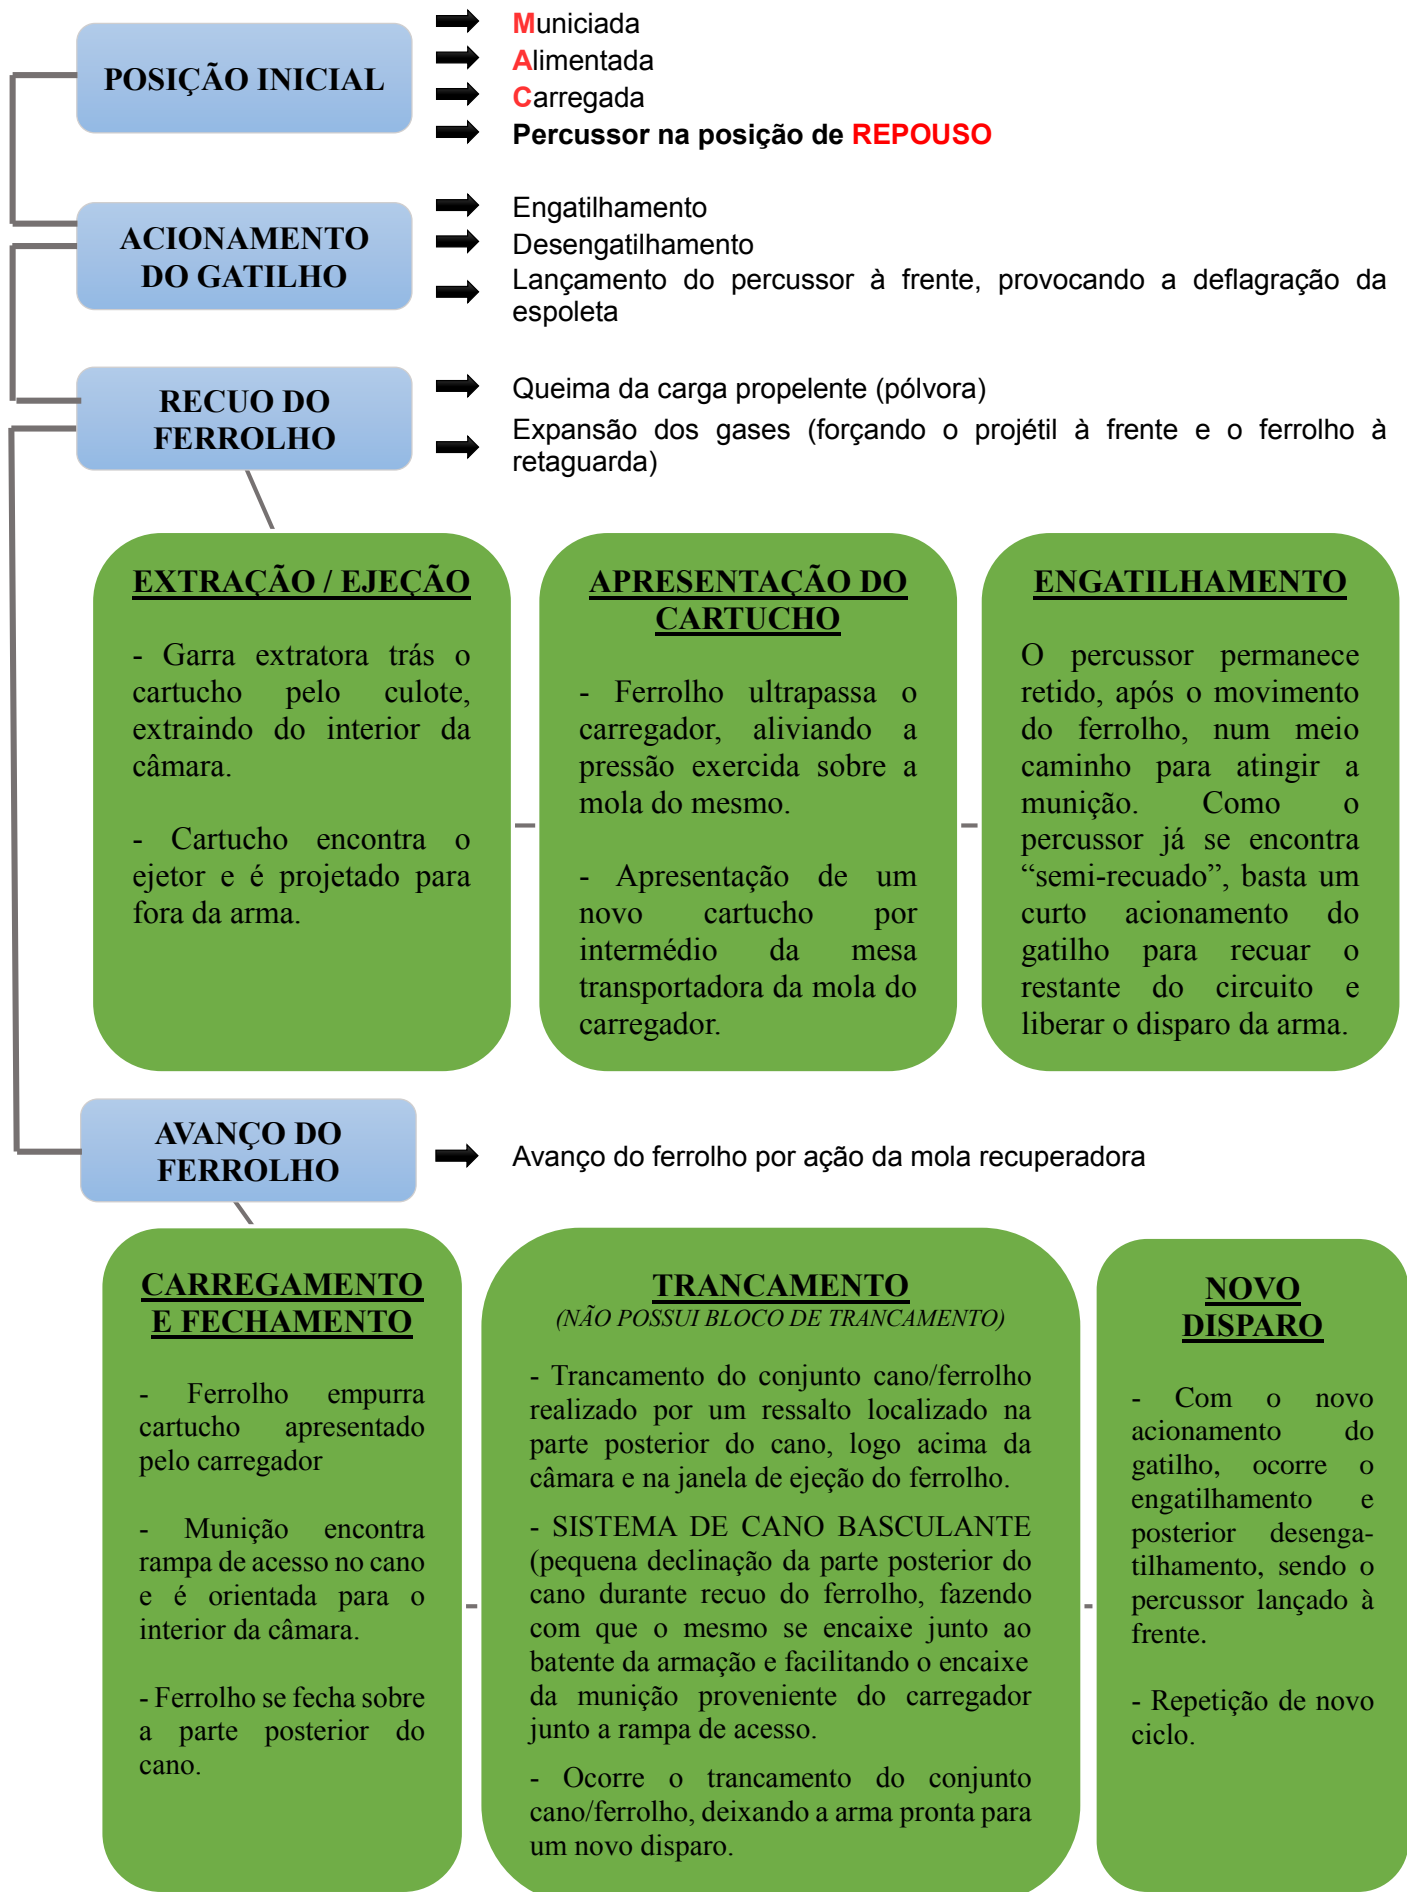 POSIÇÃO INICIAL
Municiada
Alimentada
Carregada
Percussor na posição de REPOUSO
ACIONAMENTO
DO GATILHO
Engatilhamento
Desengatilhamento
Lançamento do percussor à frente, provocando a deflagração da
espoleta
RECUO DO
FERROLHO
Queima da carga propelente (pólvora)
Expansão dos gases (forçando o projétil à frente e o ferrolho à
retaguarda)
EXTRAÇÃO / EJEÇÃO
- Garra extratora trás o
cartucho pelo culote,
extraindo do interior da
câmara.
- Cartucho encontra o
ejetor e é projetado para
fora da arma.
APRESENTAÇÃO DO
CARTUCHO
- Ferrolho ultrapassa o
carregador, aliviando a
pressão exercida sobre a
mola do mesmo.
- Apresentação de um
novo cartucho por
intermédio da mesa
transportadora da mola do
carregador.
ENGATILHAMENTO
O percussor permanece
retido, após o movimento
do ferrolho, num meio
caminho para atingir a
munição. Como o
percussor já se encontra
“semi-recuado”, basta um
curto acionamento do
gatilho para recuar o
restante do circuito e
liberar o disparo da arma.
AVANÇO DO
FERROLHO
Avanço do ferrolho por ação da mola recuperadora
CARREGAMENTO
E FECHAMENTO
- Ferrolho empurra
cartucho apresentado
pelo carregador
- Munição encontra
rampa de acesso no cano
e é orientada para o
interior da câmara.
- Ferrolho se fecha sobre
a parte posterior do
cano.
TRANCAMENTO
(NÃO POSSUI BLOCO DE TRANCAMENTO)
- Trancamento do conjunto cano/ferrolho
realizado por um ressalto localizado na
parte posterior do cano, logo acima da
câmara e na janela de ejeção do ferrolho.
- SISTEMA DE CANO BASCULANTE
(pequena declinação da parte posterior do
cano durante recuo do ferrolho, fazendo
com que o mesmo se encaixe junto ao
batente da armação e facilitando o encaixe
da munição proveniente do carregador
junto a rampa de acesso.
- Ocorre o trancamento do conjunto
cano/ferrolho, deixando a arma pronta para
um novo disparo.
NOVO
DISPARO
- Com o novo
acionamento do
gatilho, ocorre o
engatilhamento e
posterior desenga-
tilhamento, sendo o
percussor lançado à
frente.
- Repetição de novo
ciclo.